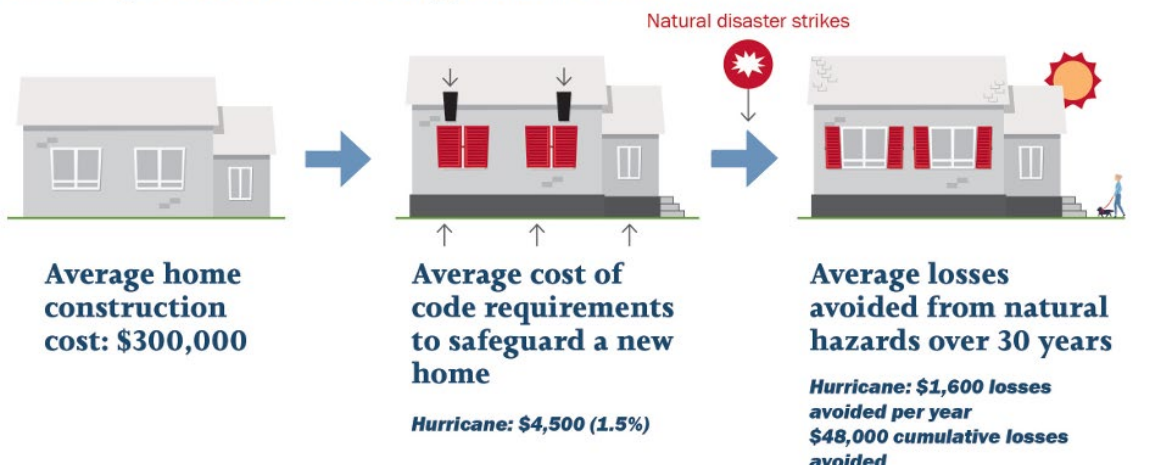 Natural disaster strikes
Average home
construction
cost: $300,000
Average cost of
code requirements
to safeguard a new
home
Hurricane: $4,500 (1.5%)
Average losses
avoided from natural
hazards over 30 years
Hurricane: $1,600 losses
avoided per year
$48,000 cumulative losses
avoided